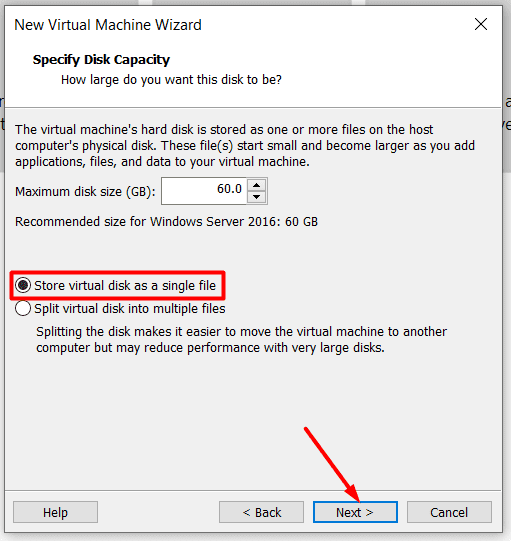 New Virtual Machine Wizard
Specify Disk Capacity
How large do you want this disk to be?
The virtual machine's hard disk is stored as one or more files on the host
computer's physical disk. These file(s) start small and become larger as you add
applications, files, and data to your virtual machine.
Maximum disk size (GB): 60.0
Recommended size for Windows Server 2016: 60 GB
Store virtual disk as a single file
Split virtual disk into multiple files
Splitting the disk makes it easier to move the virtual machine to another
computer but may reduce performance with very large disks.
Help < Back Next > Cancel